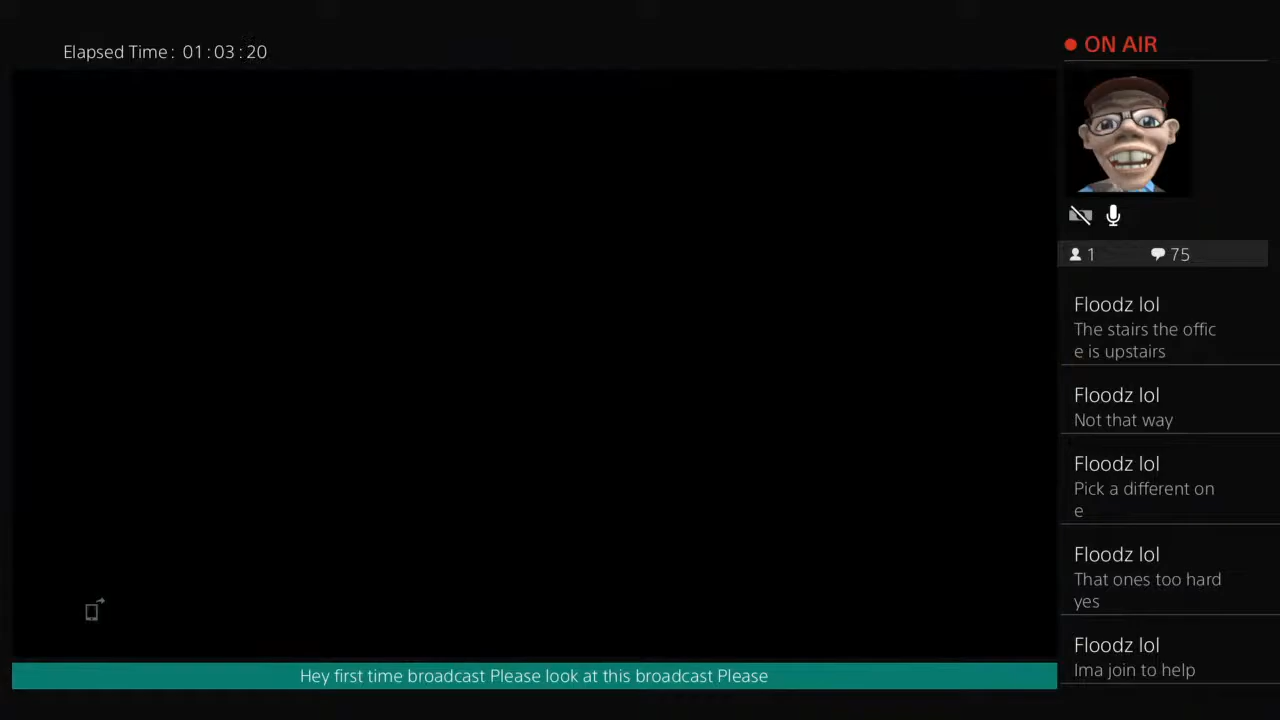 Elapsed Time: 01:03:20
ON AIR
1 75
Floodz lol
The stairs the offic
e is upstairs
Floodz lol
Not that way
Floodz lol
Pick a different on
e
Floodz lol
That ones too hard
yes
Floodz lol
Ima join to help
Hey first time broadcast Please look at this broadcast Please